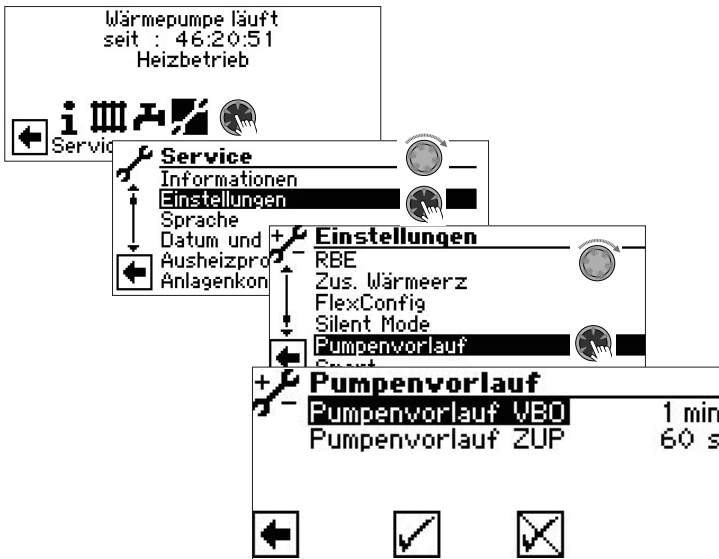 Wärmepumpe läuft
seit : 46:20:51
Heizbetrieb
Service
Informationen
Einstellungen
Sprache
Datum und
Ausheizpro
Anlagenkon
Einstellungen
RBE
Zus. Wärmeerz
FlexConfig
Silent Mode
Pumpenvorlauf
Pumpenvorlauf
Pumpenvorlauf VBO 1 min
Pumpenvorlauf ZUP 60 s